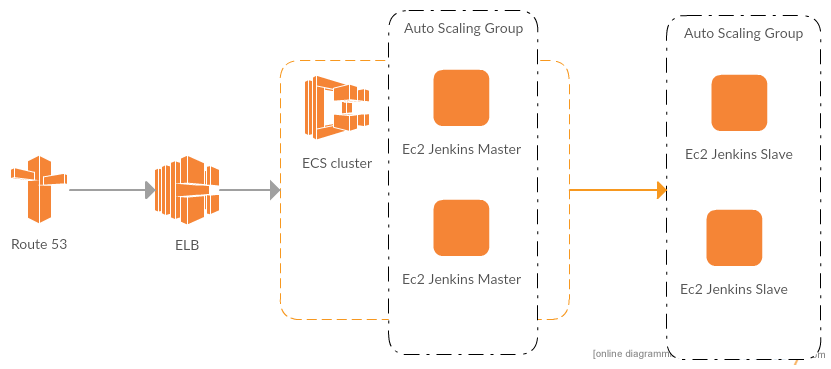 Auto Scaling Group
Auto Scaling Group
ECS cluster
Ec2 Jenkins Master
Ec2 Jenkins Slave
Route 53
ELB
Ec2 Jenkins Master
Ec2 Jenkins Slave
[online diagramm